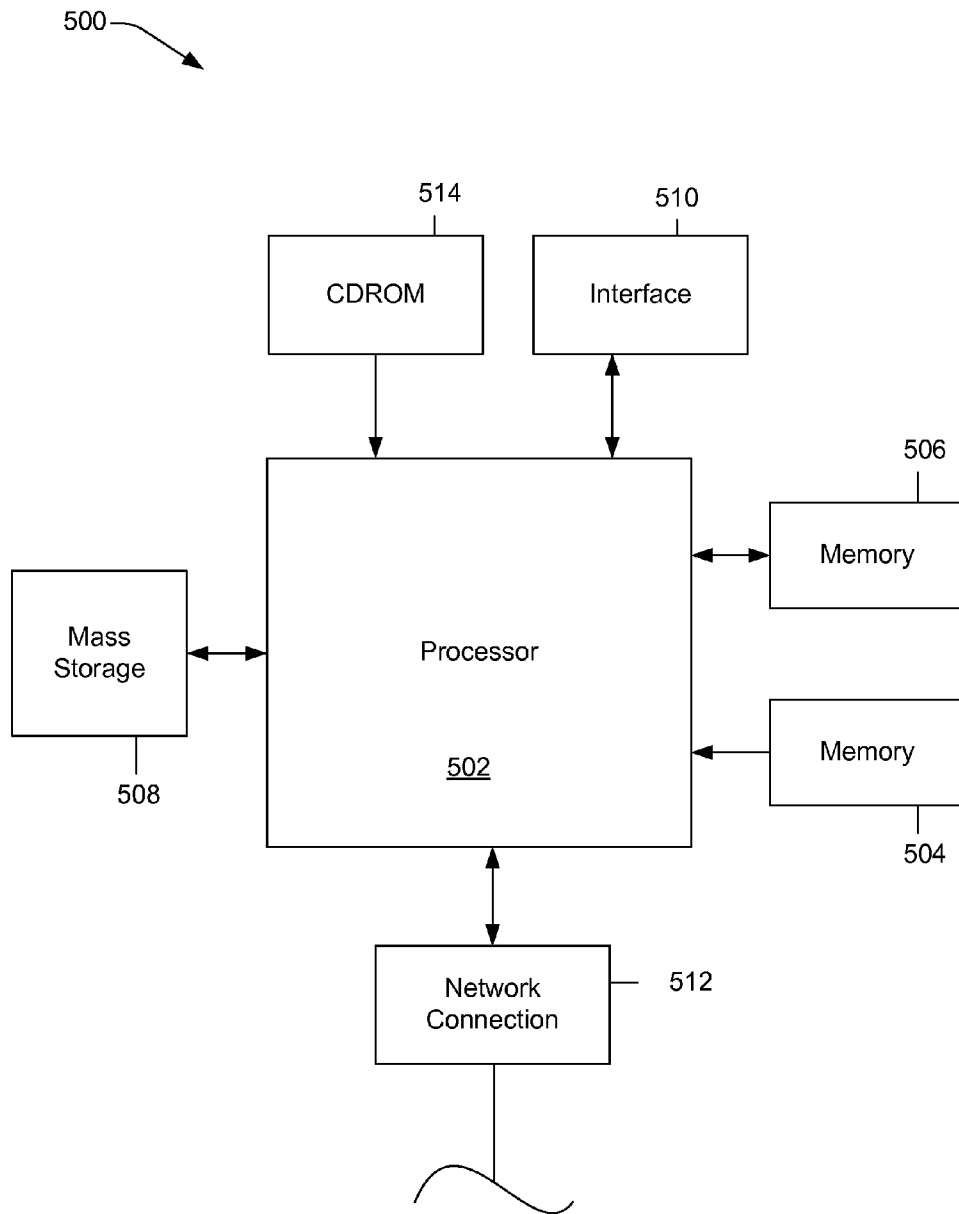 500
514
510
CDROM
Interface
506
Memory
Mass
Storage
Processor
508
502
Memory
504
Network
Connection
512